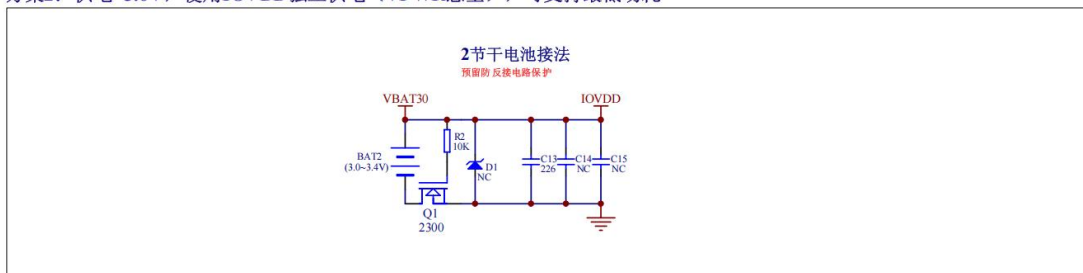 2节干电池接法
预留防反接电路保护
VBAT30
IOVDD
R2
10K
BAT2
(3.0~3.4V)
D1
NC
C13
226
C14
NC
C15
NC
Q1
2300